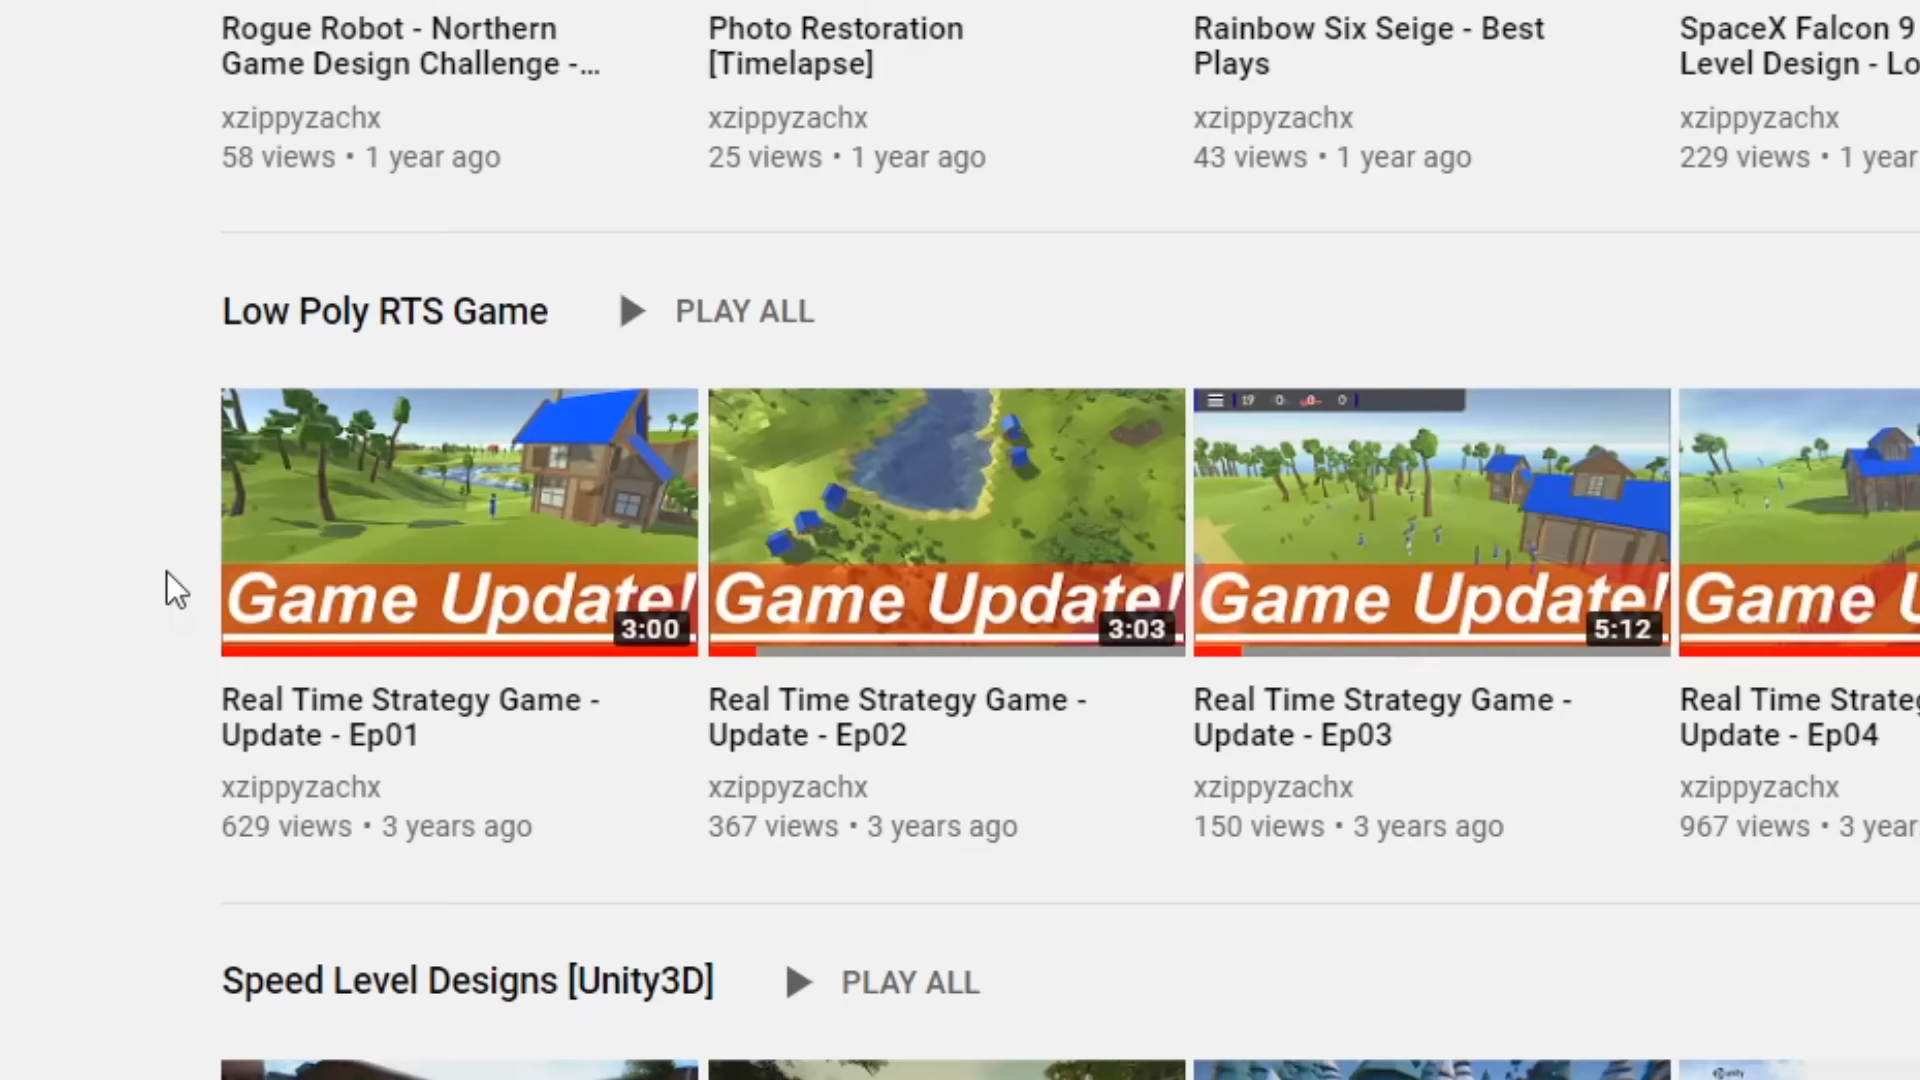 Rogue Robot - Northern
Game Design Challenge -...
xzippyzachx
58 views • 1 year ago
Photo Restoration
[Timelapse]
xzippyzachx
25 views • 1 year ago
Rainbow Six Seige - Best
Plays
xzippyzachx
43 views • 1 year ago
SpaceX Falcon 9
Level Design - Lo
xzippyzachx
229 views • 1 year
Low Poly RTS Game
PLAY ALL
19 0 0 0
Game Update!
3:00
Game Update!
3:03
Game Update!
5:12
Game U
Real Time Strategy Game -
Update - Ep01
xzippyzachx
629 views • 3 years ago
Real Time Strategy Game -
Update - Ep02
xzippyzachx
367 views • 3 years ago
Real Time Strategy Game -
Update - Ep03
xzippyzachx
150 views • 3 years ago
Real Time Strateg
Update - Ep04
xzippyzachx
967 views • 3 year
Speed Level Designs [Unity3D]
PLAY ALL
unity